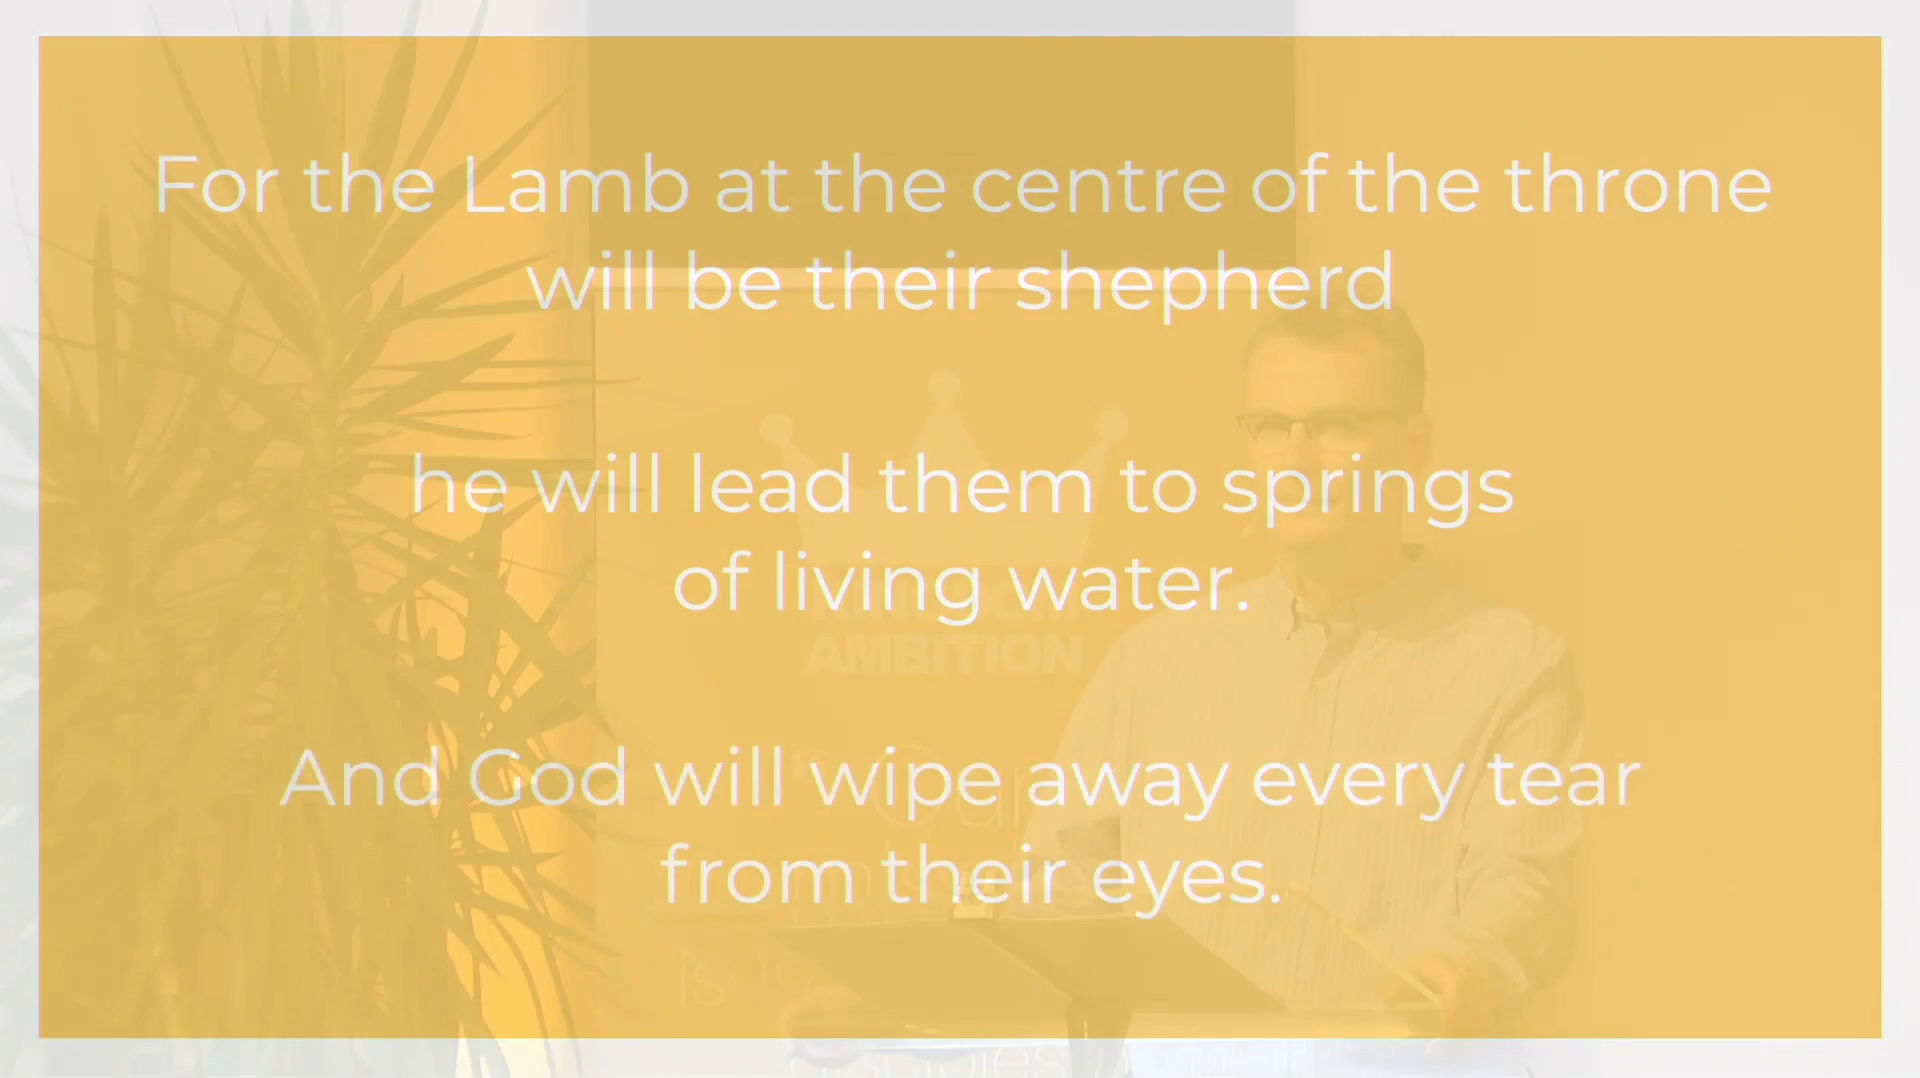 For the Lamb at the centre of the throne
will be their shepherd
he will lead them to springs
of living water.
AMBITION
And God will wipe away every tear
from their eyes.